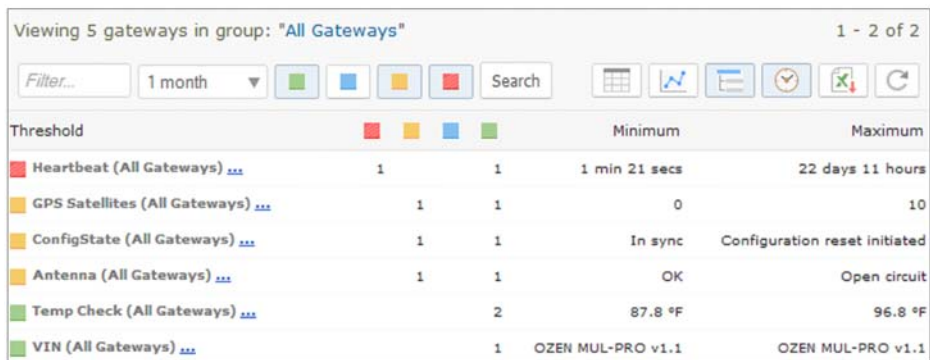 Viewing 5 gateways in group: "All Gateways" 1 - 2 of 2
Filter... 1 month Search
Threshold Minimum Maximum
Heartbeat (All Gateways) ... 1 1 1 min 21 secs 22 days 11 hours
GPS Satellites (All Gateways) ... 1 1 0 10
ConfigState (All Gateways) ... 1 1 In sync Configuration reset initiated
Antenna (All Gateways) ... 1 1 OK Open circuit
Temp Check (All Gateways) ... 2 87.8 °F 96.8 °F
VIN (All Gateways) ... 1 OZEN MUL-PRO v1.1 OZEN MUL-PRO v1.1